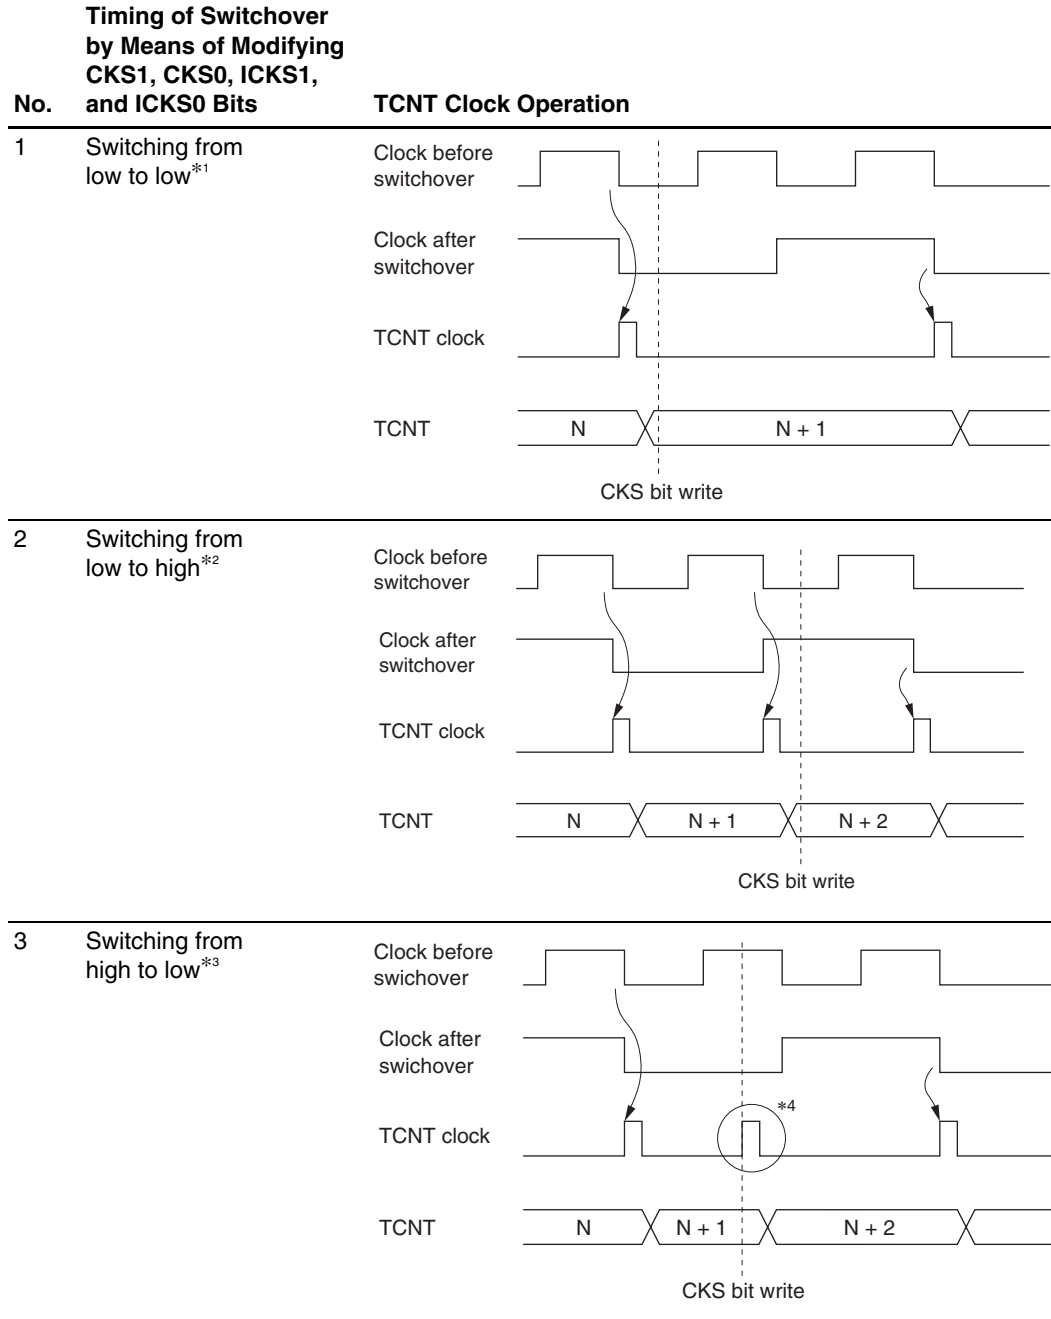 Timing of Switchover
by Means of Modifying
CKS1, CKS0, ICKS1,
No. and ICKS0 Bits TCNT Clock Operation
1 Switching from
low to low*1
Clock before
switchover
Clock after
switchover
TCNT clock
TCNT N N + 1
CKS bit write
2 Switching from
low to high*2
Clock before
switchover
Clock after
switchover
TCNT clock
TCNT N N + 1 N + 2
CKS bit write
3 Switching from
high to low*3
Clock before
swichover
Clock after
swichover
*4
TCNT clock
TCNT N N + 1 N + 2
CKS bit write